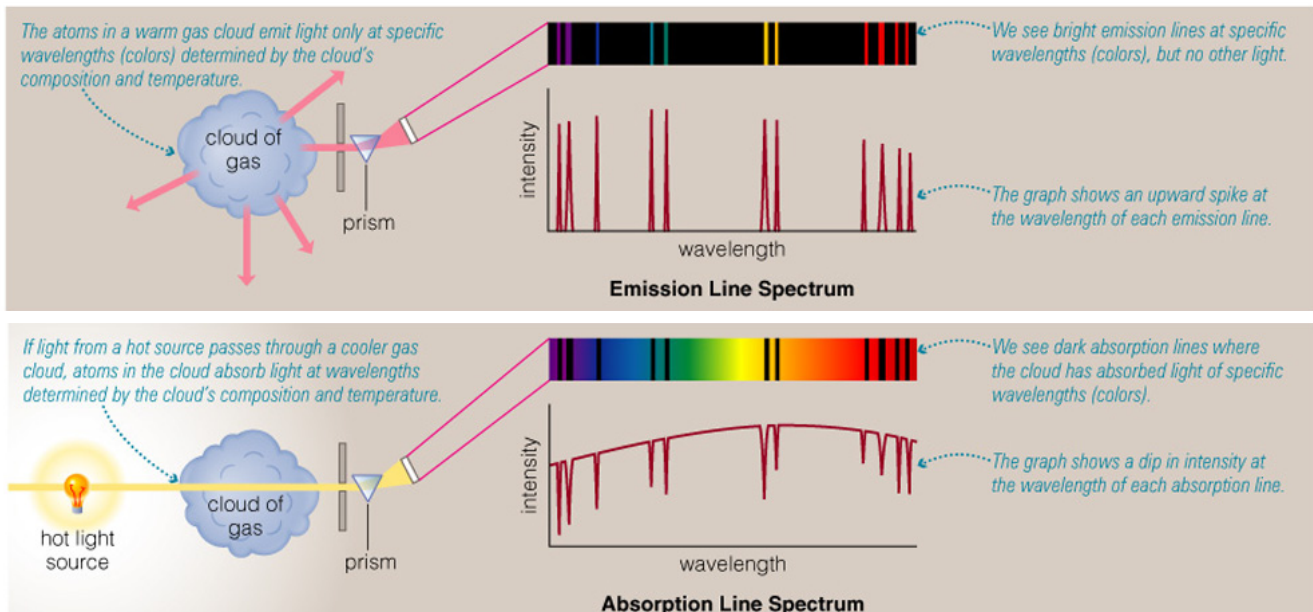 The atoms in a warm gas cloud emit light only at specific
wavelengths (colors) determined by the cloud's
composition and temperature.
cloud of
gas
prism
We see bright emission lines at specific
wavelengths (colors), but no other light.
intensity
wavelength
The graph shows an upward spike at
the wavelength of each emission line.
Emission Line Spectrum
If light from a hot source passes through a cooler gas
cloud, atoms in the cloud absorb light at wavelengths
determined by the cloud's composition and temperature.
hot light
source
cloud of
gas
prism
We see dark absorption lines where
the cloud has absorbed light of specific
wavelengths (colors).
intensity
wavelength
The graph shows a dip in intensity at
the wavelength of each absorption line.
Absorption Line Spectrum